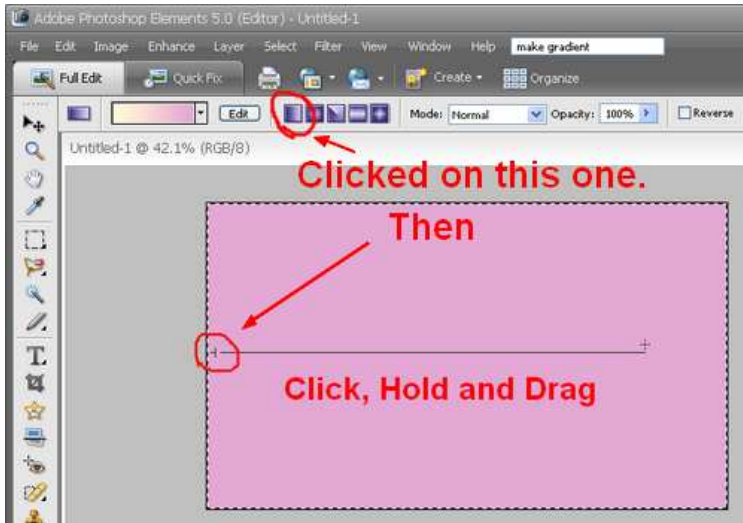 Adobe Photoshop Elements 5.0 (Editor) - Untitled-1
File Edit Image Enhance Layer Select Filter View Window Help make gradient
Full Edit Quick Fix Create Organize
Edit Mode: Normal Opacity: 100% Reverse
Untitled-1 @ 42.1% (RGB/8)
Clicked on this one.
Then
Click, Hold and Drag
T